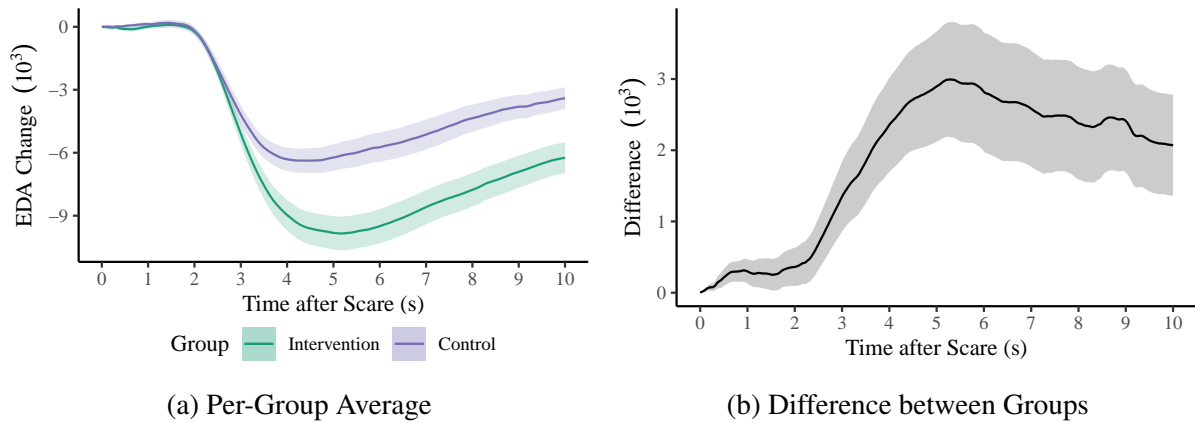 0
-3
-6
-9
EDA Change (10³)
0 1 2 3 4 5 6 7 8 9 10
Time after Scare (s)
Group Intervention Control
(a) Per-Group Average
3
2
1
0
Difference (10³)
0 1 2 3 4 5 6 7 8 9 10
Time after Scare (s)
(b) Difference between Groups